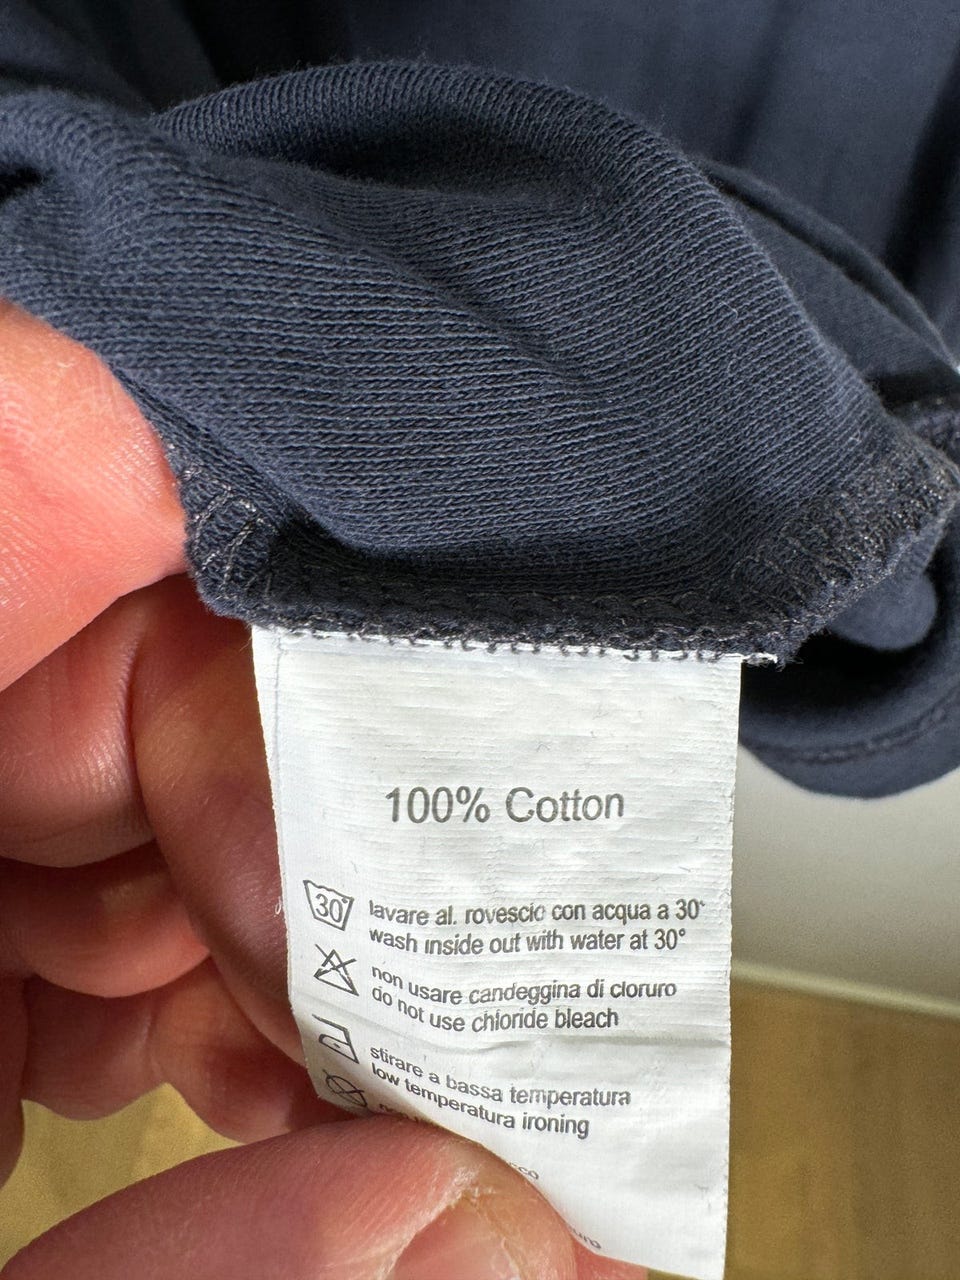 100% Cotton
30°
lavare al. rovescio con acqua a 30°
wash inside out with water at 30°
non usare candeggina di cloruro
do not use chloride bleach
stirare a bassa temperatura
low temperature ironing